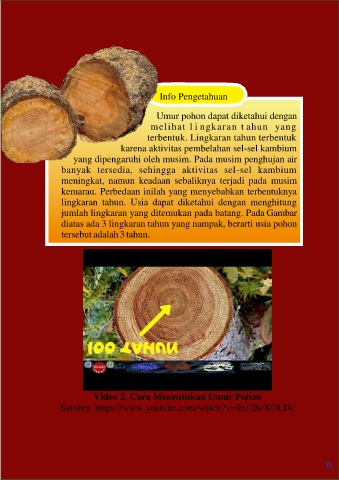 Info Pengetahuan
Umur pohon dapat diketahui dengan
melihat lingkaran tahun yang
terbentuk. Lingkaran tahun terbentuk
karena aktivitas pembelahan sel-sel kambium
yang dipengaruhi oleh musim. Pada musim penghujan air
banyak tersedia, sehingga aktivitas sel-sel kambium
meningkat, namun keadaan sebaliknya terjadi pada musim
kemarau. Perbedaan inilah yang menyebabkan terbentuknya
lingkaran tahun. Usia dapat diketahui dengan menghitung
jumlah lingkaran yang ditemukan pada batang. Pada Gambar
diatas ada 3 lingkaran tahun yang nampak, berarti usia pohon
tersebut adalah 3 tahun.
100 TAHUN
Video 2. Cara Menentukan Umur Pohon
Sumber: https://www.youtube.com/watch?v=
6